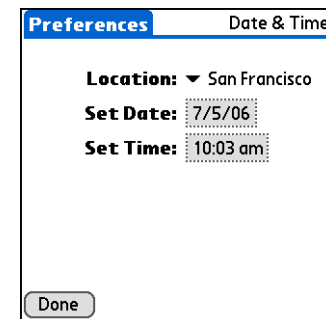 Preferences Date & Time
Location: San Francisco
Set Date: 7/5/06
Set Time: 10:03 am
Done